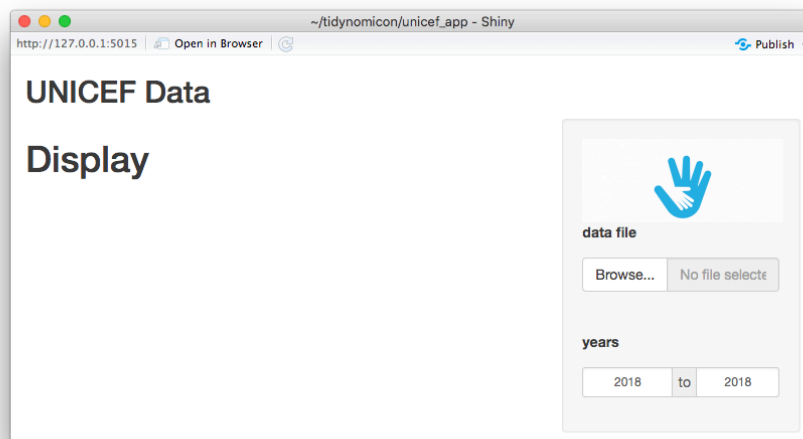 ~/tidynomicon/unicef_app - Shiny
http://127.0.0.1:5015 Open in Browser Publish
UNICEF Data
Display
data file
Browse... No file selecte
years
2018 to 2018